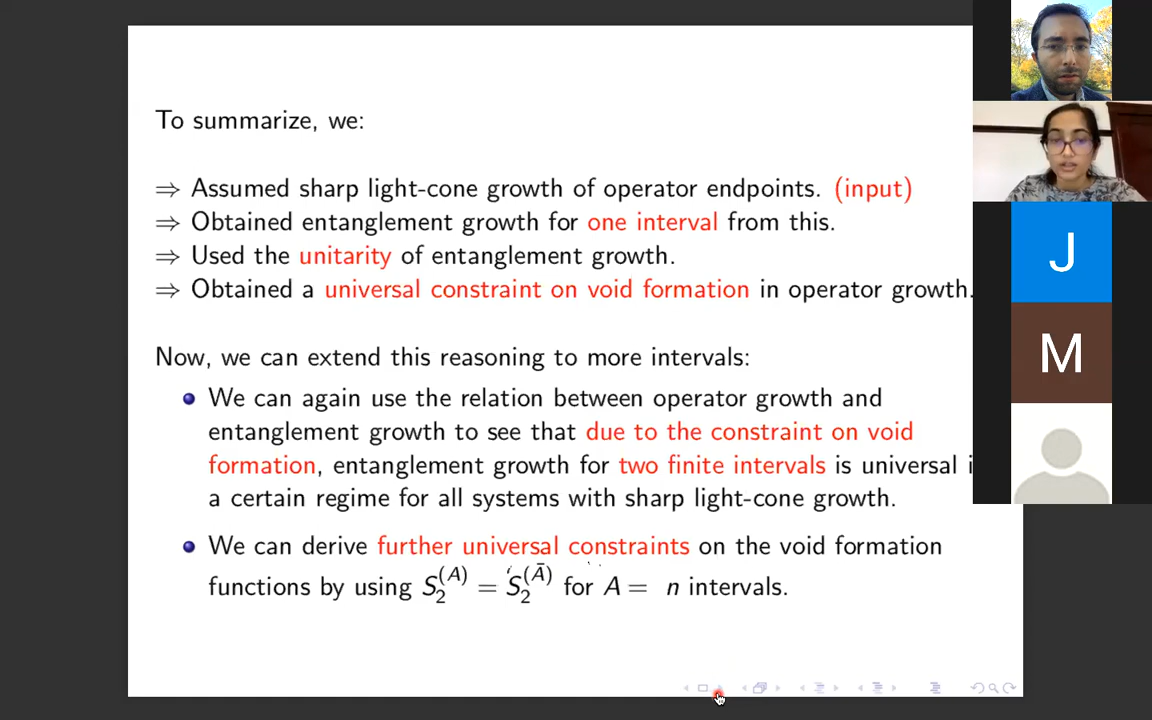 To summarize, we:
⇒ Assumed sharp light-cone growth of operator endpoints. (input)
⇒ Obtained entanglement growth for one interval from this.
⇒ Used the unitarity of entanglement growth.
⇒ Obtained a universal constraint on void formation in operator growth.
Now, we can extend this reasoning to more intervals:
We can again use the relation between operator growth and
entanglement growth to see that due to the constraint on void
formation, entanglement growth for two finite intervals is universal i
a certain regime for all systems with sharp light-cone growth.
We can derive further universal constraints on the void formation
functions by using S₂⁽ᴬ⁾ = S₂⁽ᴬ̄⁾ for A = n intervals.
J
M